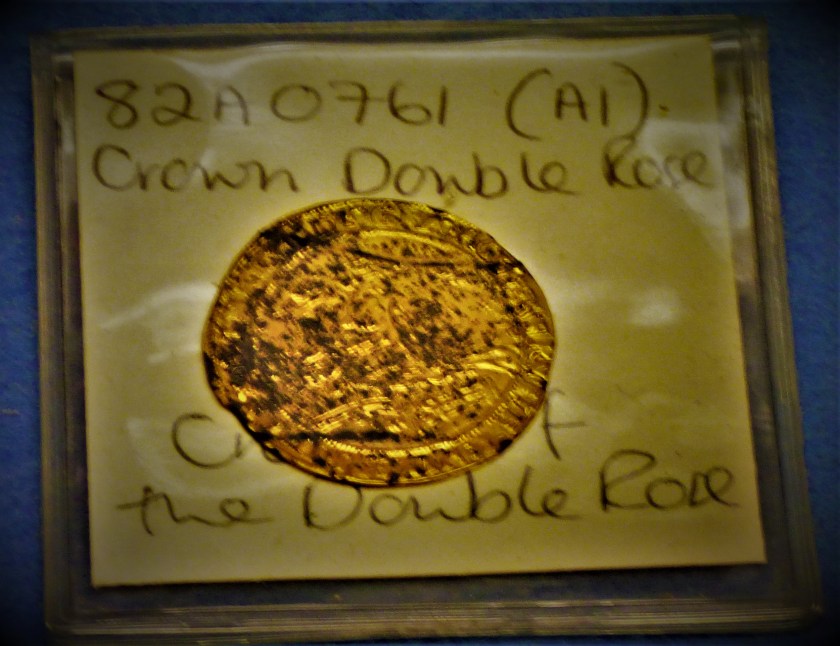 82A0761 (A1).
Crown Double Rose
the Double Rose